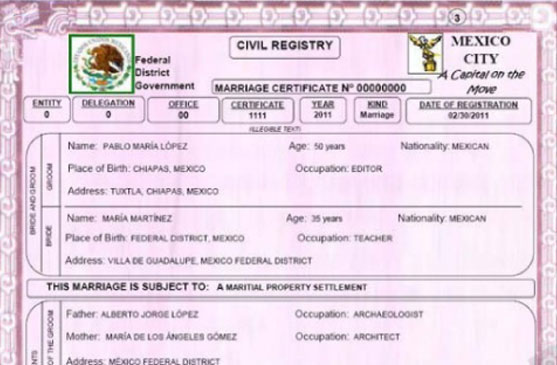 3
CIVIL REGISTRY
MEXICO
CITY
A Capital on the
Move
Federal
District
Government
MARRIAGE CERTIFICATE Nº 00000000
ENTITY DELEGATION OFFICE CERTIFICATE YEAR KIND DATE OF REGISTRATION
0 0 00 1111 2011 Marriage 02/30/2011
(ILLEGIBLE TEXT)
BRIDE AND GROOM
GROOM
Name: PABLO MARÍA LÓPEZ Age: 50 years Nationality: MEXICAN
Place of Birth: CHIAPAS, MEXICO Occupation: EDITOR
Address: TUXTLA, CHIAPAS, MEXICO
BRIDE
Name: MARÍA MARTÍNEZ Age: 35 years Nationality: MEXICAN
Place of Birth: FEDERAL DISTRICT, MEXICO Occupation: TEACHER
Address: VILLA DE GUADALUPE, MEXICO FEDERAL DISTRICT
THIS MARRIAGE IS SUBJECT TO: A MARITIAL PROPERTY SETTLEMENT
OF THE GROOM
Father: ALBERTO JORGE LÓPEZ Occupation: ARCHAEOLOGIST
Mother: MARÍA DE LOS ÁNGELES GÓMEZ Occupation: ARCHITECT
Address: MÉXICO FEDERAL DISTRICT